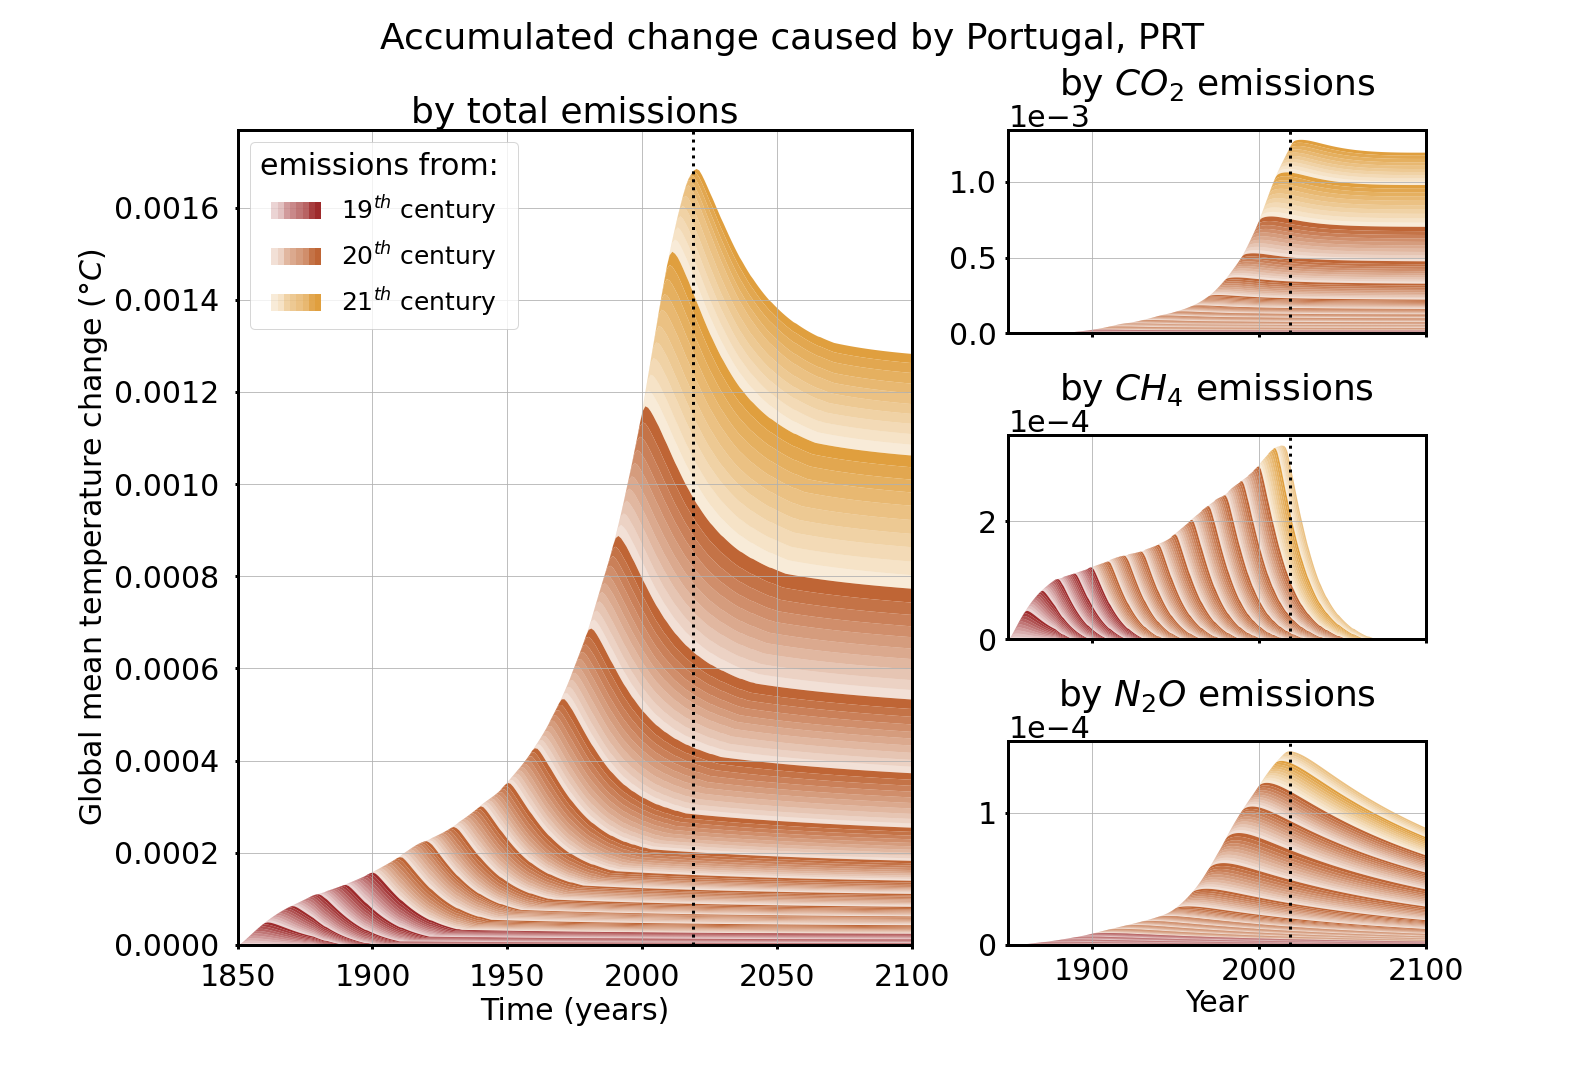 Accumulated change caused by Portugal, PRT
by total emissions
emissions from:
19th century
20th century
21th century
Global mean temperature change (°C)
0.0016
0.0014
0.0012
0.0010
0.0008
0.0006
0.0004
0.0002
0.0000
1850 1900 1950 2000 2050 2100
Time (years)
by CO₂ emissions
1e−3
1.0
0.5
0.0
by CH₄ emissions
1e−4
2
0
by N₂O emissions
1e−4
1
0
1900 2000 2100
Year